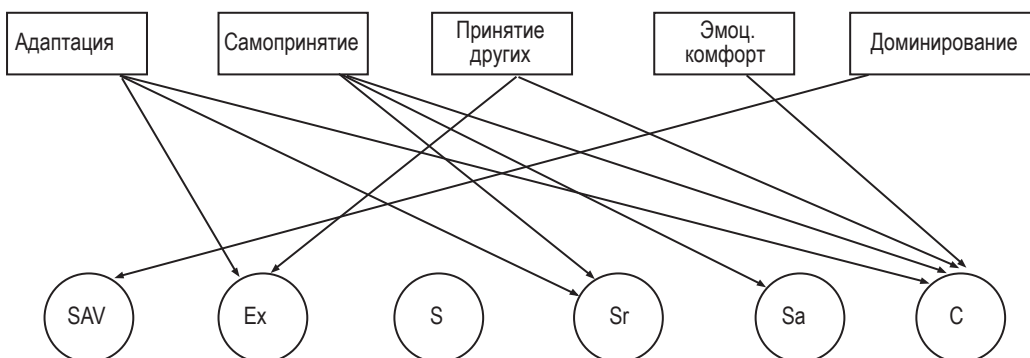 Адаптация
Самопринятие
Принятие
других
Эмоц.
комфорт
Доминирование
SAV
Ex
S
Sr
Sa
C